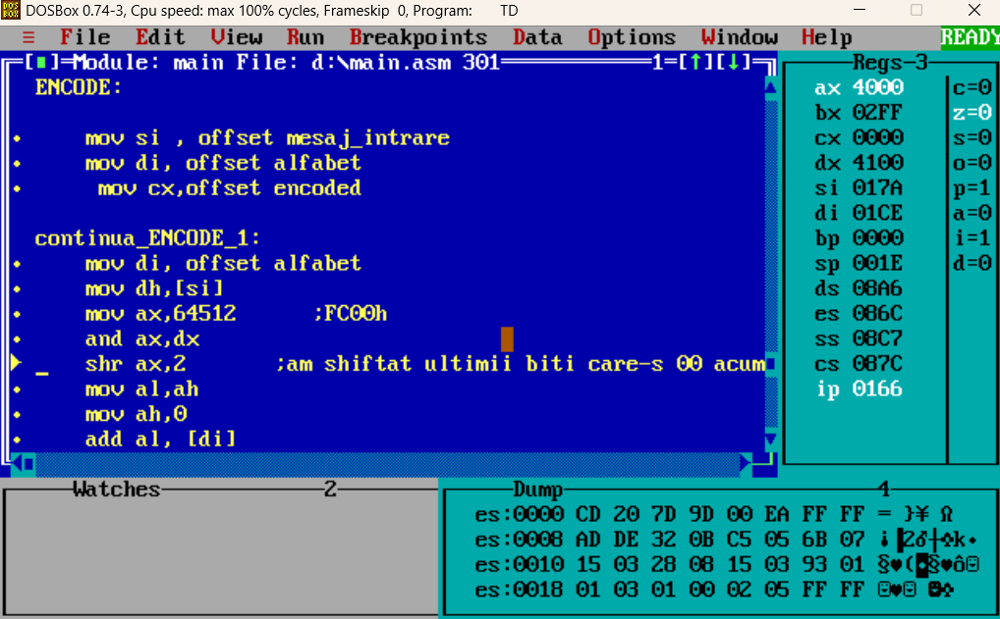 DOSBox 0.74-3, Cpu speed: max 100% cycles, Frameskip 0, Program: TD
≡ File Edit View Run Breakpoints Data Options Window Help READY
[■]=Module: main File: d:\main.asm 301 1=[↑][↓]
ENCODE:
mov si , offset mesaj_intrare
mov di, offset alfabet
mov cx,offset encoded
continua_ENCODE_1:
mov di, offset alfabet
mov dh,[si]
mov ax,64512 ;FC00h
and ax,dx
shr ax,2 ;am shiftat ultimii biti care-s 00 acum
mov al,ah
mov ah,0
add al, [di]
Regs 3
ax 4000 c=0
bx 02FF z=0
cx 0000 s=0
dx 4100 o=0
si 017A p=1
di 01CE a=0
bp 0000 i=1
sp 001E d=0
ds 08A6
es 086C
ss 08C7
cs 087C
ip 0166
Watches 2
Dump 4
es:0000 CD 20 7D 9D 00 EA FF FF = }¥ Ω
es:0008 AD DE 32 0B C5 05 6B 07 ¡▐2♂┼♣k•
es:0010 15 03 28 08 15 03 93 01 §♥(◘§♥ô☺
es:0018 01 03 01 00 02 05 FF FF ☺♥☺ ☻♣